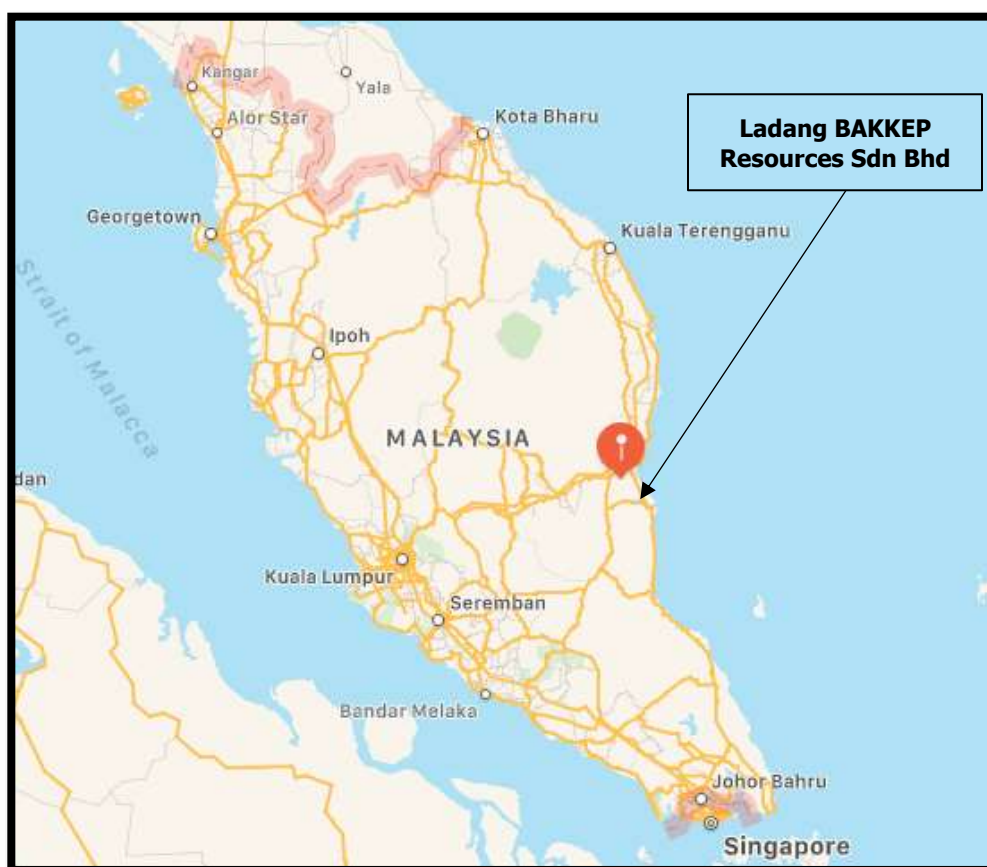 Kangar
Yala
Alor Star
Kota Bharu
Ladang BAKKEP
Resources Sdn Bhd
Georgetown
Kuala Terengganu
Strait of Malacca
Ipoh
MALAYSIA
dan
Kuala Lumpur
Seremban
Bandar Melaka
Johor Bahru
Singapore